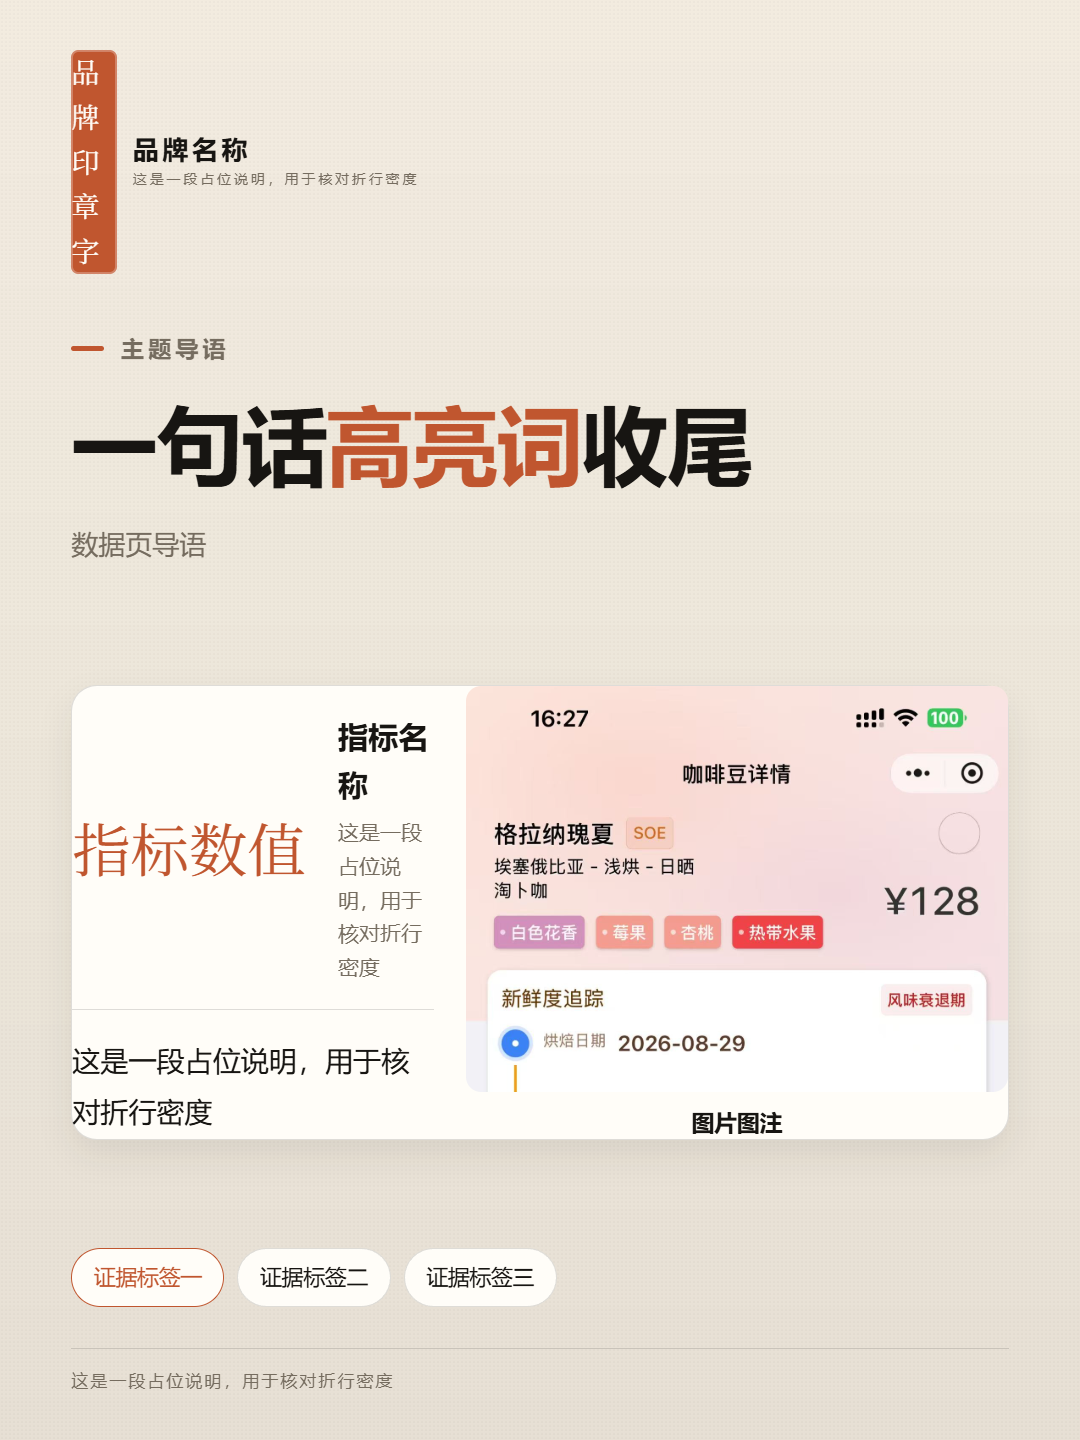 品
牌
印
章
字
品牌名称
这是一段占位说明，用于核对折行密度
主题导语
一句话高亮词收尾
数据页导语
指标数值
指标名
称
这是一段
占位说
明，用于
核对折行
密度
这是一段占位说明，用于核
对折行密度
16:27
100
咖啡豆详情
格拉纳瑰夏 SOE
埃塞俄比亚 - 浅烘 - 日晒
淘卜咖
¥128
白色花香 莓果 杏桃 热带水果
新鲜度追踪 风味衰退期
烘焙日期 2026-08-29
图片图注
证据标签一 证据标签二 证据标签三
这是一段占位说明，用于核对折行密度